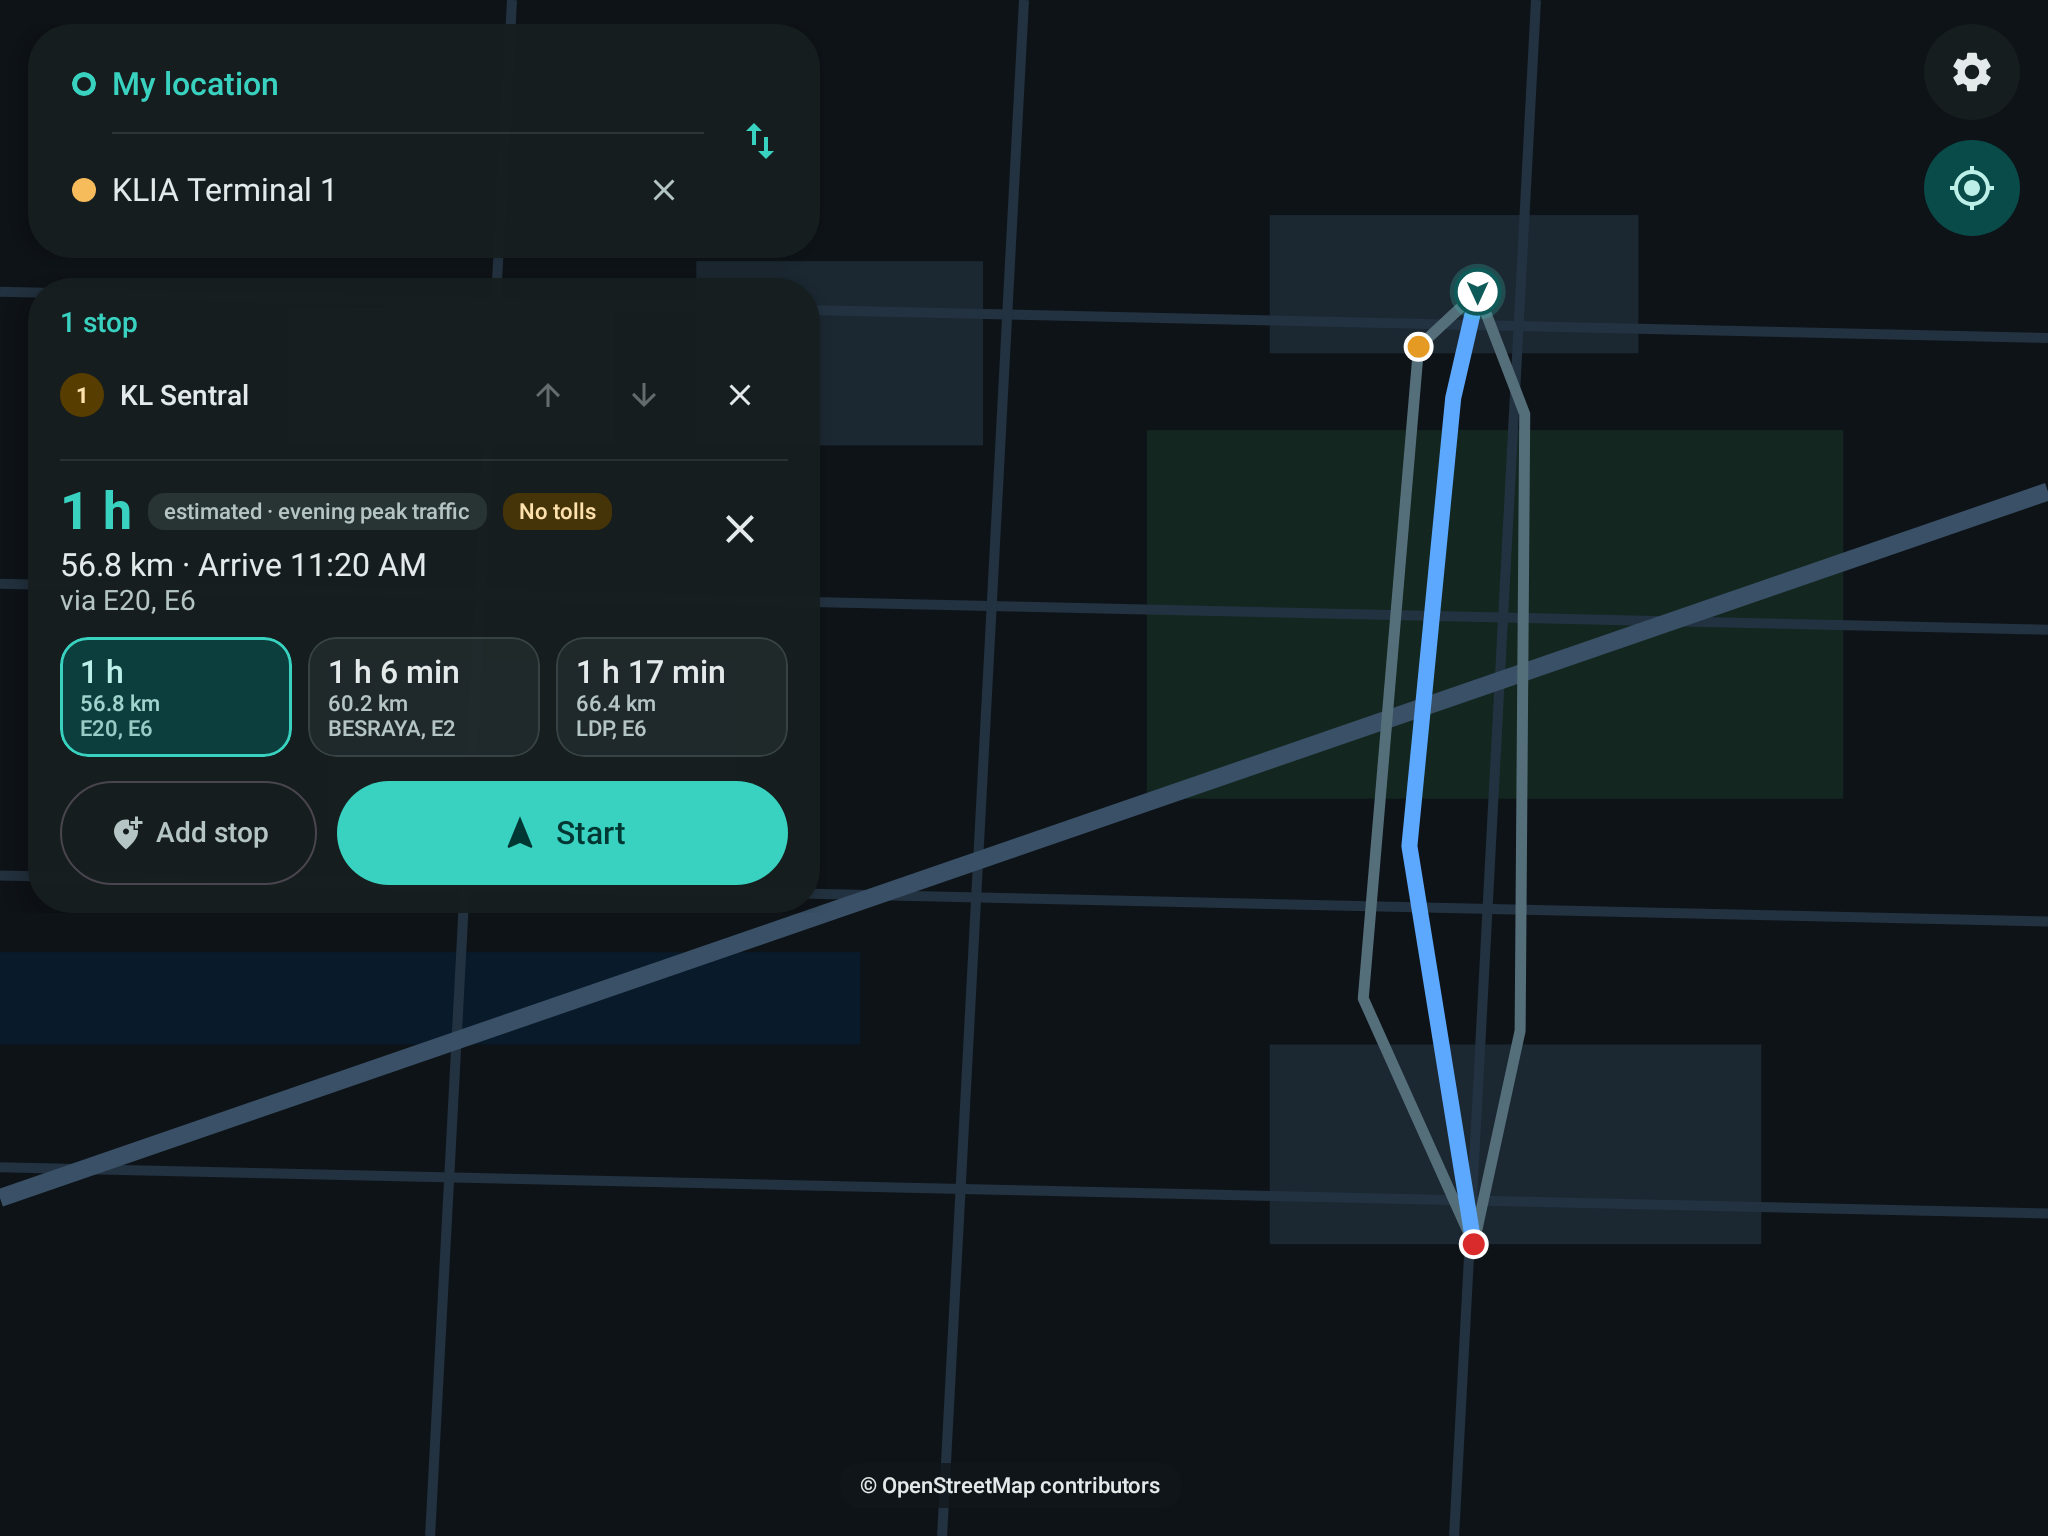 My location
KLIA Terminal 1
1 stop
1 KL Sentral
1 h estimated · evening peak traffic No tolls
56.8 km · Arrive 11:20 AM
via E20, E6
1 h
56.8 km
E20, E6
1 h 6 min
60.2 km
BESRAYA, E2
1 h 17 min
66.4 km
LDP, E6
Add stop
Start
© OpenStreetMap contributors